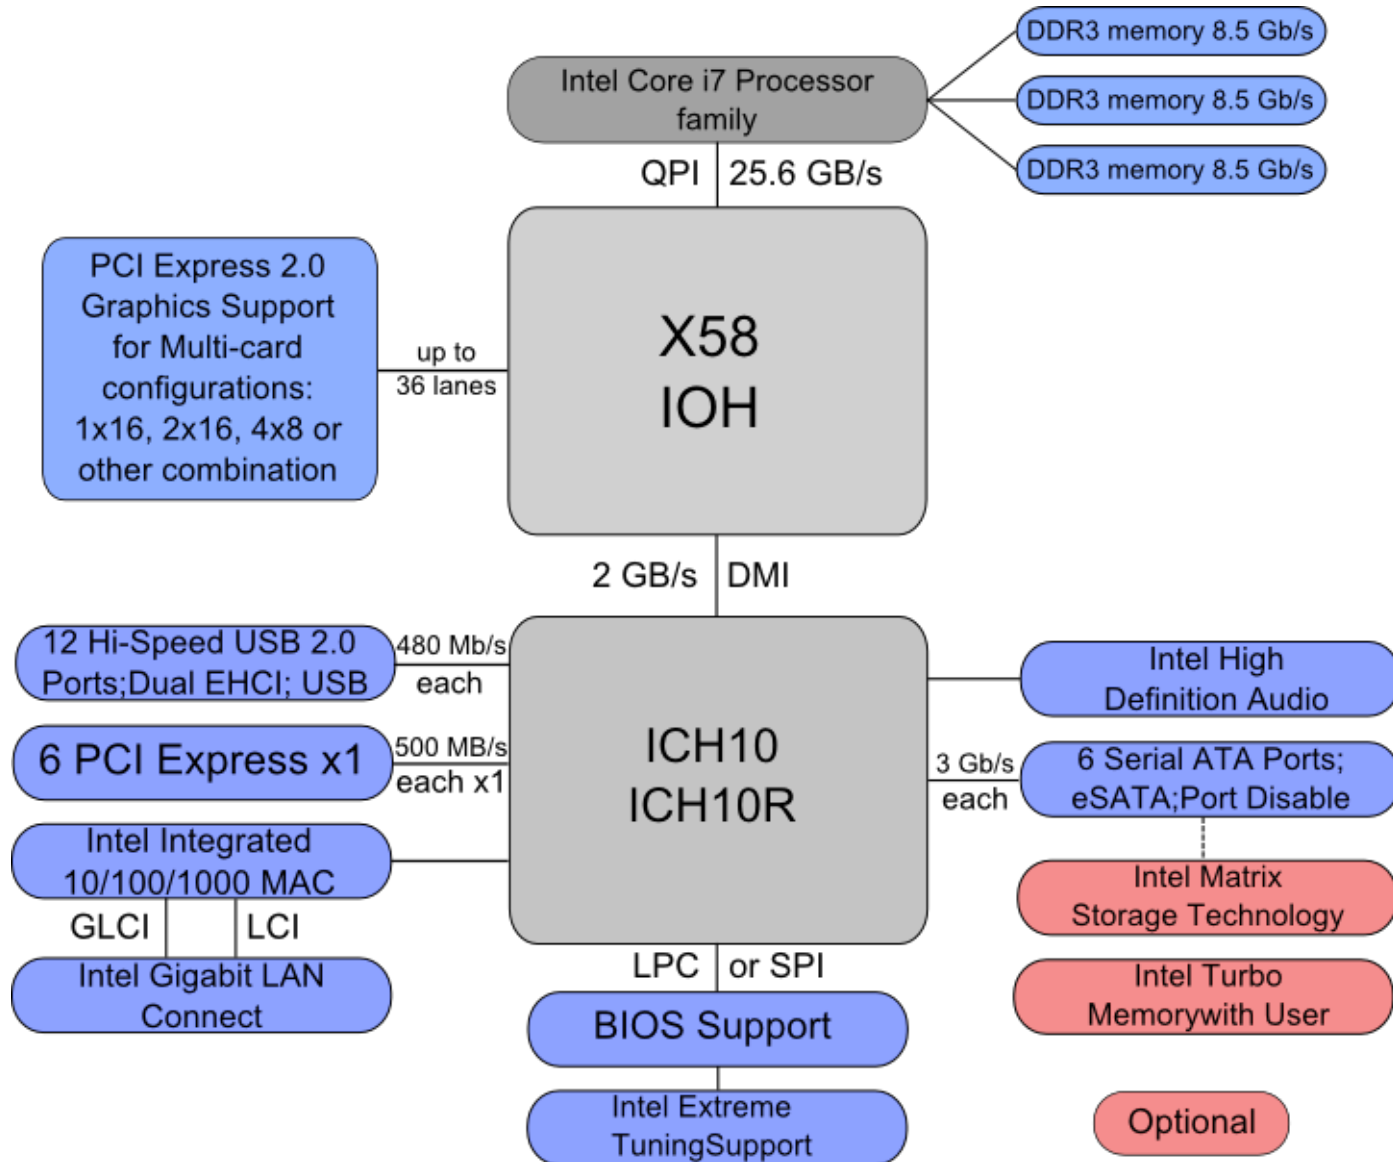 DDR3 memory 8.5 Gb/s
Intel Core i7 Processor
family
DDR3 memory 8.5 Gb/s
DDR3 memory 8.5 Gb/s
QPI
25.6 GB/s
PCI Express 2.0
Graphics Support
for Multi-card
configurations:
1x16, 2x16, 4x8 or
other combination
up to
36 lanes
X58
IOH
2 GB/s
DMI
12 Hi-Speed USB 2.0
Ports;Dual EHCI; USB
480 Mb/s
each
6 PCI Express x1
500 MB/s
each x1
Intel Integrated
10/100/1000 MAC
GLCI
LCI
Intel Gigabit LAN
Connect
ICH10
ICH10R
Intel High
Definition Audio
3 Gb/s
each
6 Serial ATA Ports;
eSATA;Port Disable
Intel Matrix
Storage Technology
Intel Turbo
Memorywith User
LPC
or SPI
BIOS Support
Intel Extreme
TuningSupport
Optional